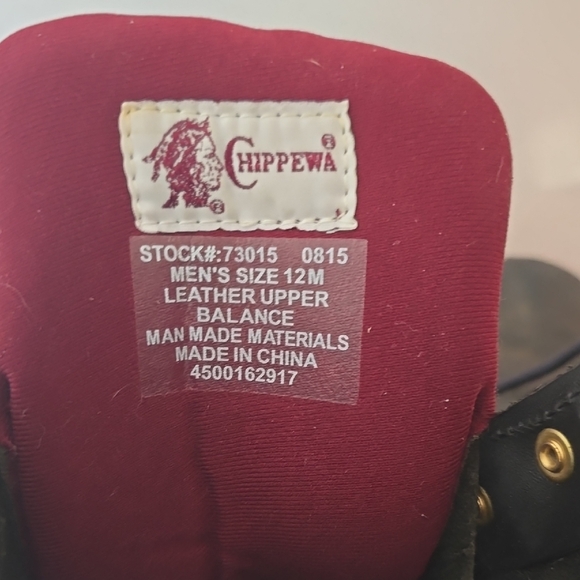 CHIPPEWA ®
®
STOCK#:73015 0815
MEN'S SIZE 12M
LEATHER UPPER
BALANCE
MAN MADE MATERIALS
MADE IN CHINA
4500162917